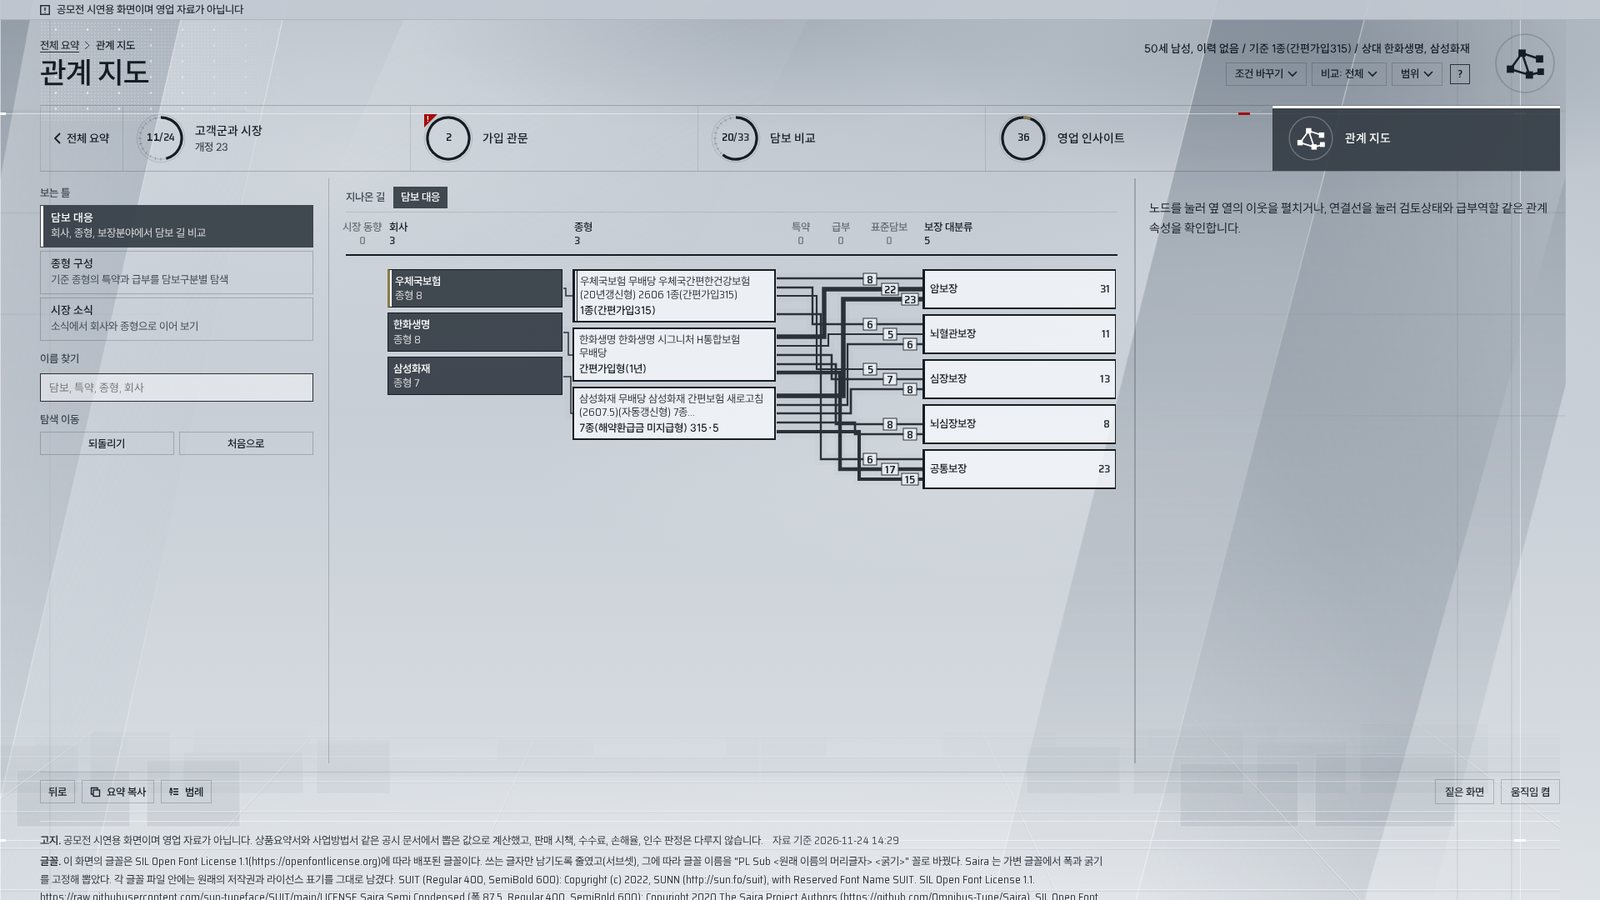 공모전 시연용 화면이며 영업 자료가 아닙니다
전체 요약 > 관계 지도
관계 지도
50세 남성, 이력 없음 / 기준 1종(간편가입315) / 상대 한화생명, 삼성화재
조건 바꾸기
비교: 전체
범위
?
전체 요약
11/24
고객군과 시장
개정 23
!
2
가입 관문
20/33
담보 비교
36
영업 인사이트
관계 지도
보는 틀
담보 대응
회사, 종형, 보장분야에서 담보 길 비교
종형 구성
기준 종형의 특약과 급부를 담보구분별 탐색
시장 소식
소식에서 회사와 종형으로 이어 보기
이름 찾기
담보, 특약, 종형, 회사
탐색 이동
되돌리기
처음으로
지나온 길
담보 대응
시장 동향
0
회사
3
종형
3
특약
0
급부
0
표준담보
0
보장 대분류
5
우체국보험
종형 8
한화생명
종형 8
삼성화재
종형 7
우체국보험 무배당 우체국간편한건강보험
(20년갱신형) 2606 1종(간편가입315)
1종(간편가입315)
한화생명 한화생명 시그니처 H통합보험
무배당
간편가입형(1년)
삼성화재 무배당 삼성화재 간편보험 새로고침
(2607.5)(자동갱신형) 7종...
7종(해약환급금 미지급형) 315·5
8
22
23
6
5
6
5
7
8
8
8
6
17
15
암보장 31
뇌혈관보장 11
심장보장 13
뇌심장보장 8
공통보장 23
노드를 눌러 옆 열의 이웃을 펼치거나, 연결선을 눌러 검토상태와 급부역할 같은 관계
속성을 확인합니다.
뒤로
요약 복사
범례
짙은 화면
움직임 켬
고지. 공모전 시연용 화면이며 영업 자료가 아닙니다. 상품요약서와 사업방법서 같은 공시 문서에서 뽑은 값으로 계산했고, 판매 시책, 수수료, 손해율, 인수 판정은 다루지 않습니다. 자료 기준 2026-11-24 14:29
글꼴. 이 화면의 글꼴은 SIL Open Font License 1.1(https://openfontlicense.org)에 따라 배포된 글꼴이다. 쓰는 글자만 남기도록 줄였고(서브셋), 그에 따라 글꼴 이름을 "PL Sub <원래 이름의 머리글자> <굵기>" 꼴로 바꿨다. Saira 는 가변 글꼴에서 폭과 굵기
를 고정해 뽑았다. 각 글꼴 파일 안에는 원래의 저작권과 라이선스 표기를 그대로 남겼다. SUIT (Regular 400, SemiBold 600): Copyright (c) 2022, SUNN (http://sun.fo/suit), with Reserved Font Name SUIT. SIL Open Font License 1.1.
https://raw.githubusercontent.com/sun-typeface/SUIT/main/LICENSE Saira Semi Condensed (폭 87.5, Regular 400, SemiBold 600): Copyright 2020 The Saira Project Authors (https://github.com/Omnibus-Type/Saira). SIL Open Font